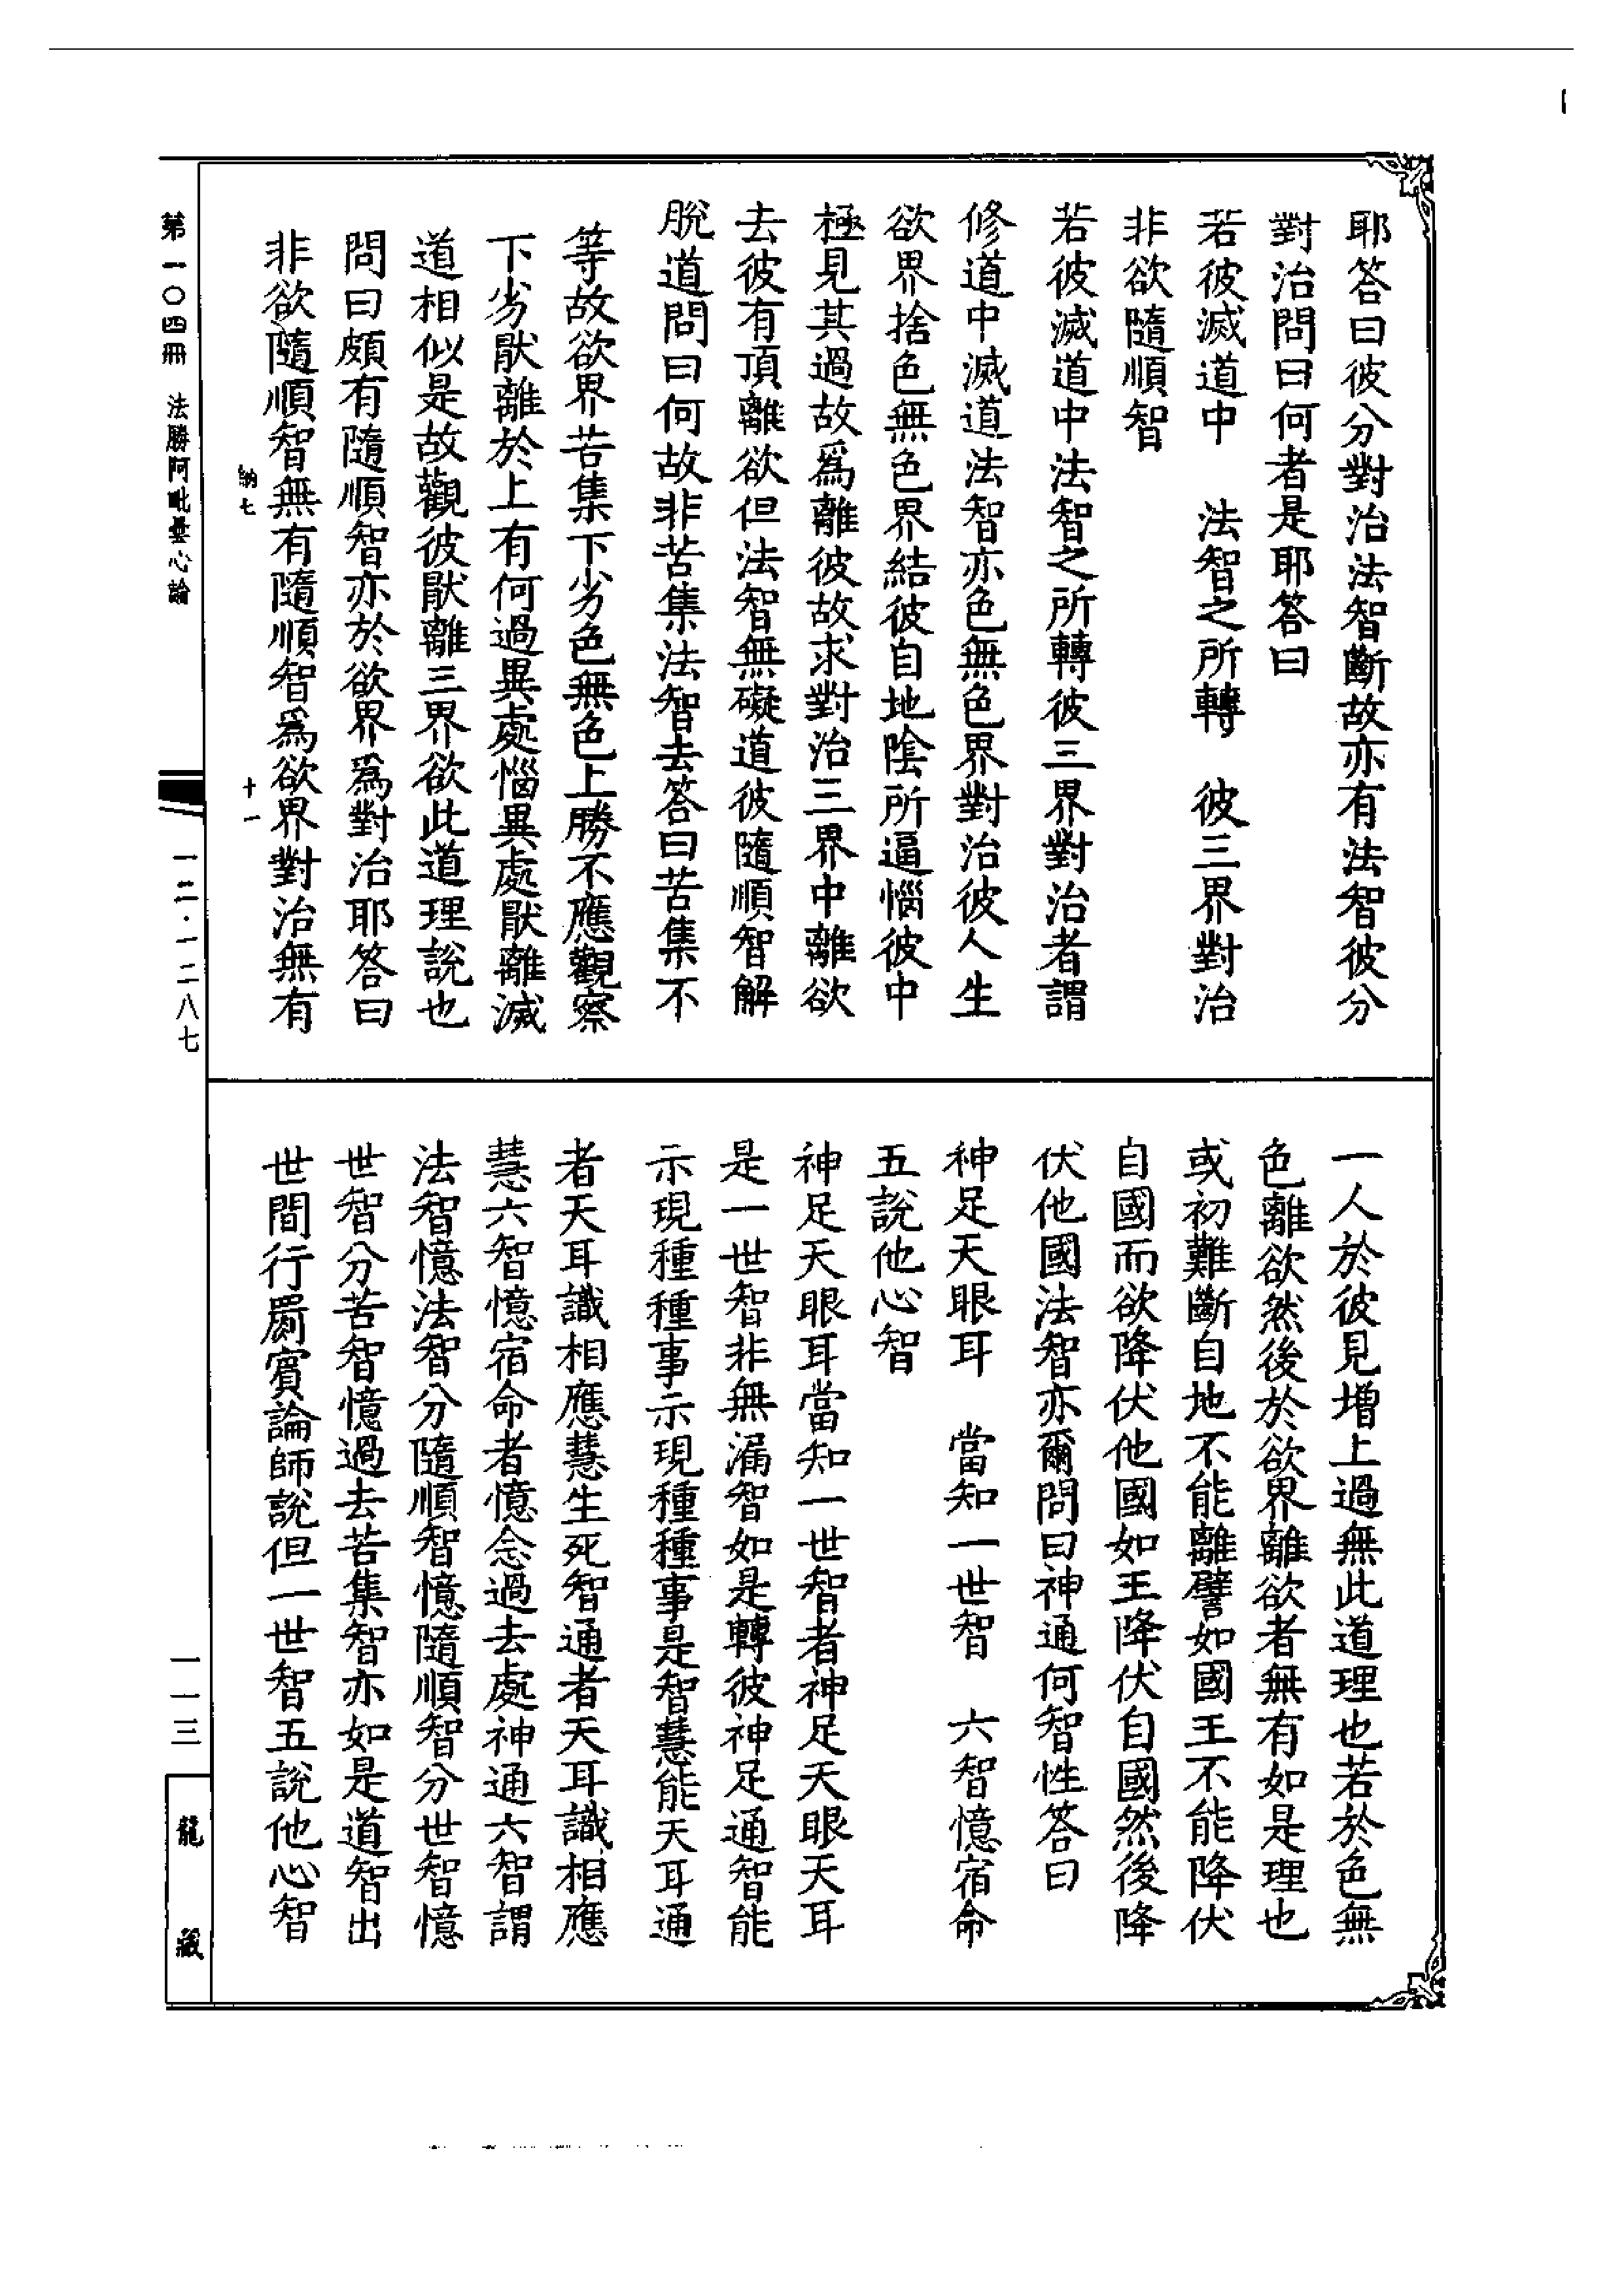 耶答曰彼分對治法智斷故亦有法智彼分
對治問曰何者是耶答曰
若彼滅道中　法智之所轉　彼三界對治
非欲隨順智
若彼滅道中法智之所轉彼三界對治者謂
修道中滅道法智亦色無色界對治彼人生
欲界捨色無色界結彼自地陰所逼惱彼中
極見其過故爲離彼故求對治三界中離欲
去彼有頂離欲但法智無礙道彼隨順智解
脫道問曰何故非苦集法智去答曰苦集不
等故欲界苦集下劣色無色上勝不應觀察
下劣猒離於上有何過異處惱異處猒離滅
道相似是故觀彼猒離三界欲此道理說也
問曰頗有隨順智亦於欲界爲對治耶答曰
非欲隨順智無有隨順智爲欲界對治無有
一人於彼見增上過無此道理也若於色無
色離欲然後於欲界離欲者無有如是理也
或初難斷自地不能離譬如國王不能降伏
自國而欲降伏他國如王降伏自國然後降
伏他國法智亦爾問曰神通何智性答曰
神足天眼耳　當知一世智　六智憶宿命
五說他心智
神足天眼耳當知一世智者神足天眼天耳
是一世智非無漏智如是轉彼神足通智能
示現種種事示現種種事是智慧能天耳通
者天耳識相應慧生死智通者天耳識相應
慧六智憶宿命者憶念過去處神通六智謂
法智憶法智分隨順智憶隨順智分世智憶
世智分苦智憶過去苦集智亦如是道智出
世間行罽賓論師說但一世智五說他心智
第一〇四冊　法勝阿毗曇心論
納七　十一
一二·一二八七
一一三
龍藏